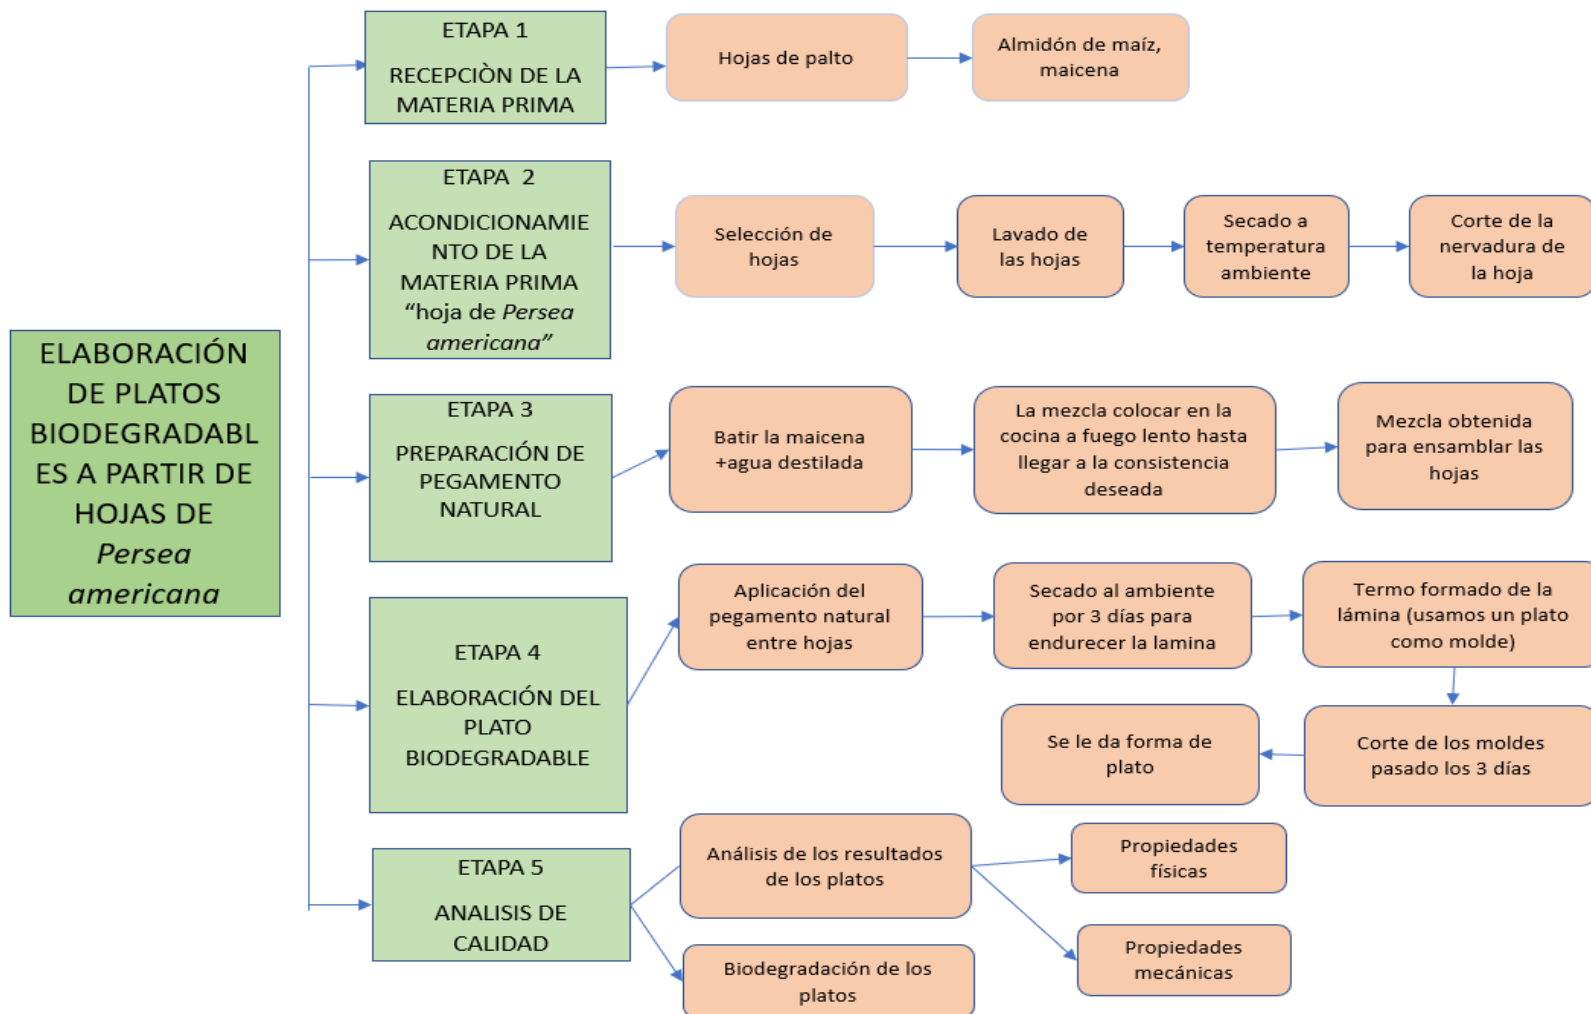 ELABORACIÓN
DE PLATOS
BIODEGRADABL
ES A PARTIR DE
HOJAS DE
Persea
americana
ETAPA 1
RECEPCIÒN DE LA
MATERIA PRIMA
Hojas de palto
Almidón de maíz,
maicena
ETAPA 2
ACONDICIONAMIE
NTO DE LA
MATERIA PRIMA
“hoja de Persea
americana”
Selección de
hojas
Lavado de
las hojas
Secado a
temperatura
ambiente
Corte de la
nervadura de
la hoja
ETAPA 3
PREPARACIÓN DE
PEGAMENTO
NATURAL
Batir la maicena
+agua destilada
La mezcla colocar en la
cocina a fuego lento hasta
llegar a la consistencia
deseada
Mezcla obtenida
para ensamblar las
hojas
ETAPA 4
ELABORACIÓN DEL
PLATO
BIODEGRADABLE
Aplicación del
pegamento natural
entre hojas
Secado al ambiente
por 3 días para
endurecer la lamina
Termo formado de la
lámina (usamos un plato
como molde)
Corte de los moldes
pasado los 3 días
Se le da forma de
plato
ETAPA 5
ANALISIS DE
CALIDAD
Análisis de los resultados
de los platos
Propiedades
físicas
Propiedades
mecánicas
Biodegradación de los
platos